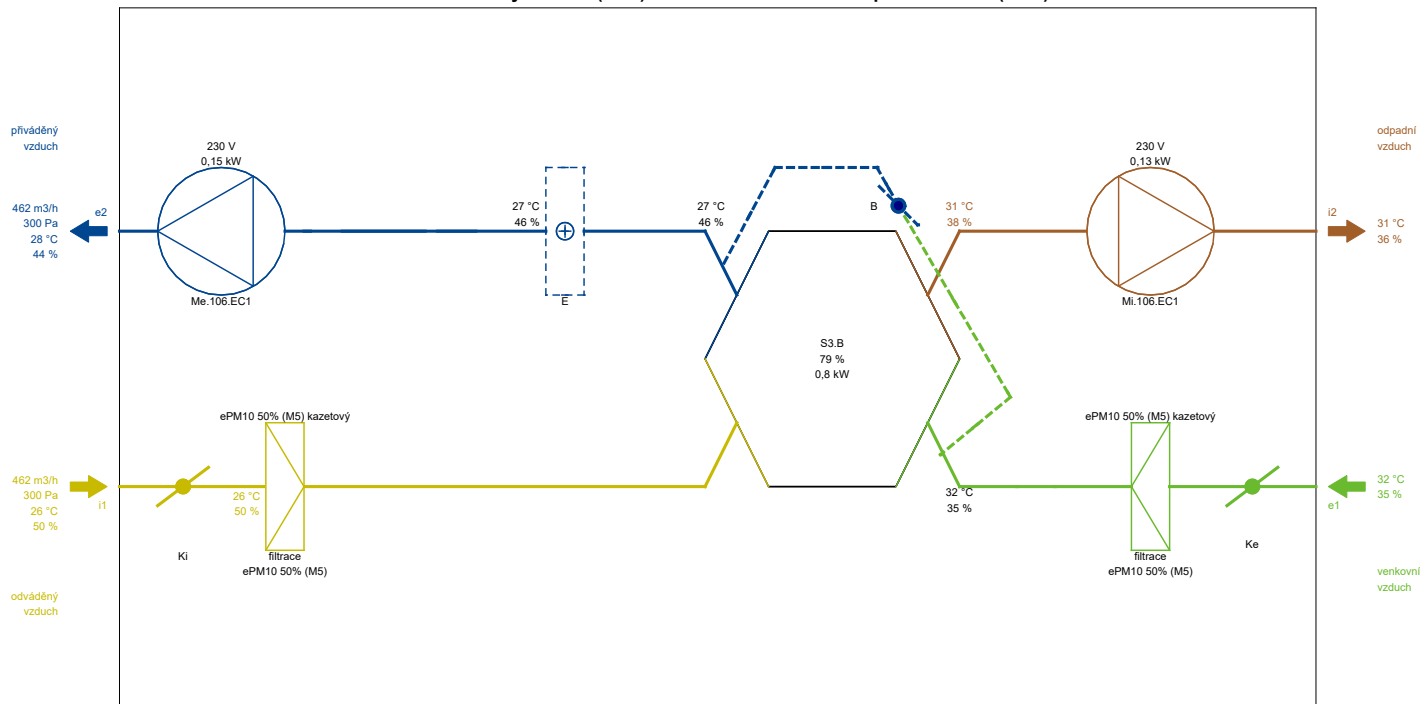 přiváděný
vzduch
462 m3/h
300 Pa
28 °C
44 %
e2
230 V
0,15 kW
Me.106.EC1
27 °C
46 %
E
27 °C
46 %
B
31 °C
38 %
230 V
0,13 kW
Mi.106.EC1
odpadní
vzduch
i2
31 °C
36 %
S3.B
79 %
0,8 kW
462 m3/h
300 Pa
26 °C
50 %
i1
odváděný
vzduch
Ki
ePM10 50% (M5) kazetový
26 °C
50 %
filtrace
ePM10 50% (M5)
32 °C
35 %
ePM10 50% (M5) kazetový
filtrace
ePM10 50% (M5)
Ke
32 °C
35 %
e1
venkovní
vzduch